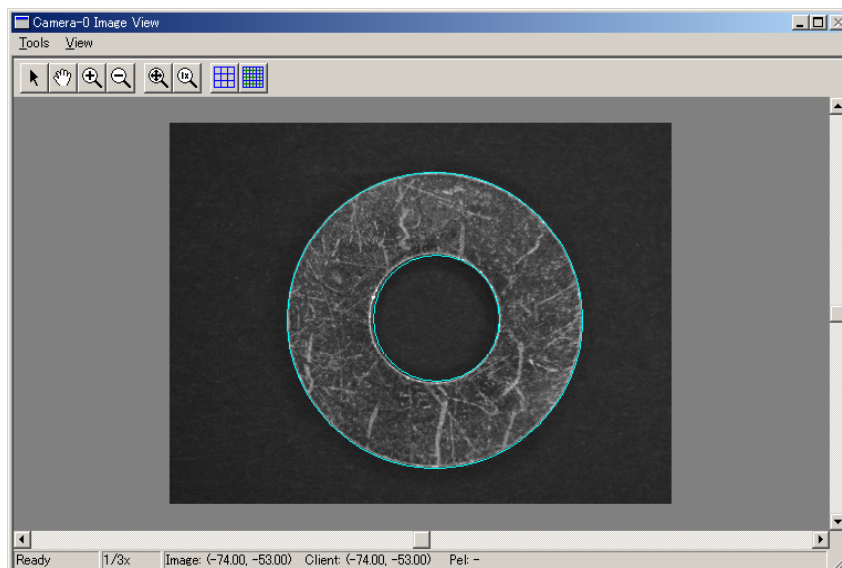 Camera-0 Image View
Tools View
1x
Ready 1/3x Image: (-74.00, -53.00) Client: (-74.00, -53.00) Pel: -